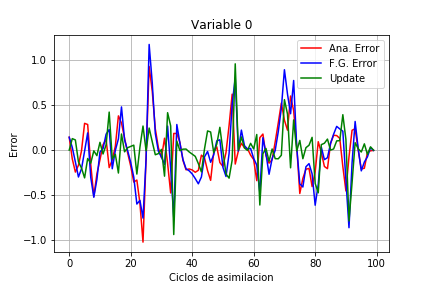 Variable 0
Ana. Error
F.G. Error
Update
1.0
0.5
0.0
−0.5
−1.0
Error
0
20
40
60
80
100
Ciclos de asimilacion